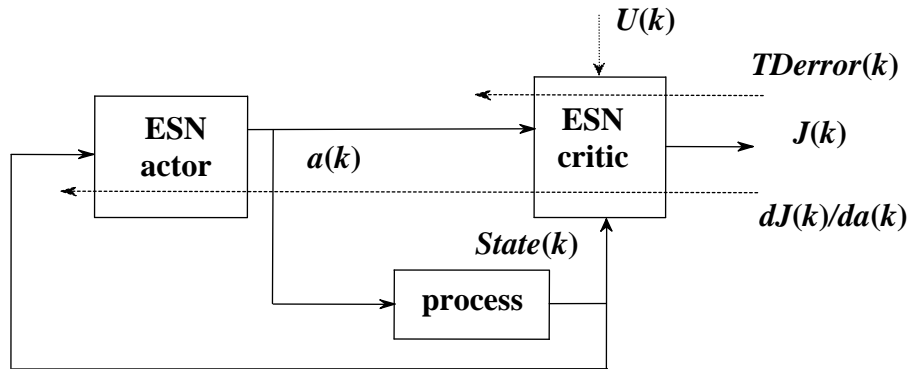 U(k)
TDerror(k)
ESN
actor
ESN
critic
J(k)
a(k)
dJ(k)/da(k)
State(k)
process